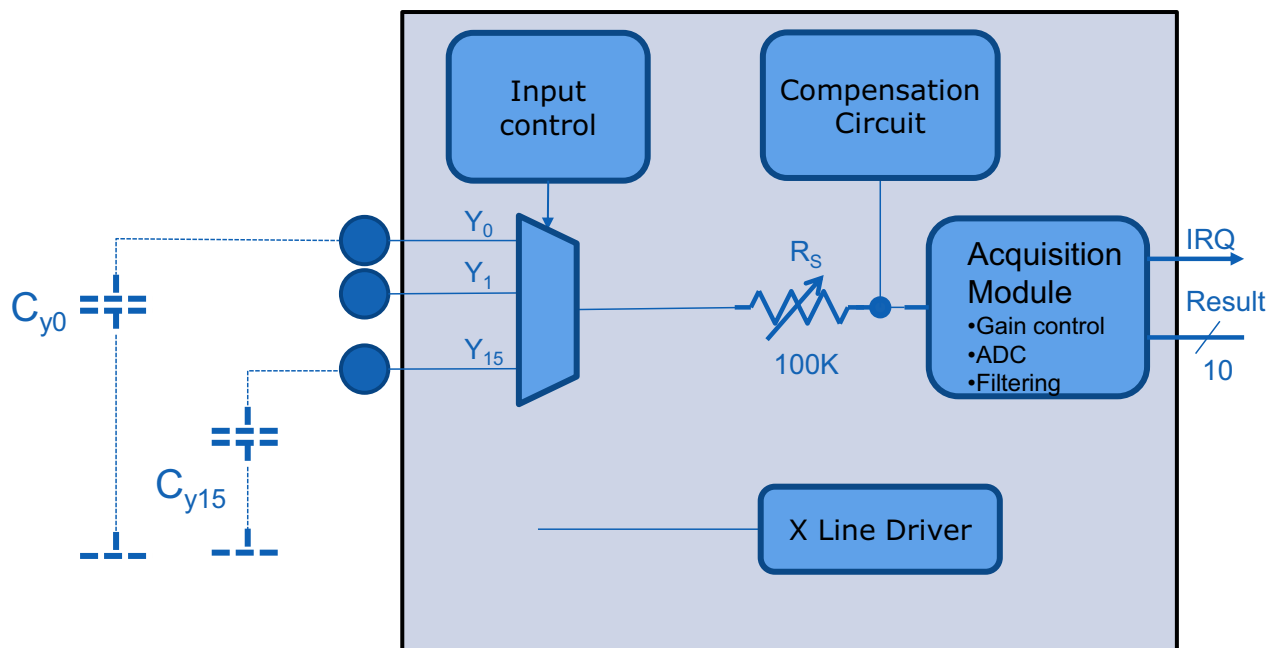 Input
control
Compensation
Circuit
Y0
Y1
Y15
Cy0
Cy15
RS
100K
Acquisition
Module
•Gain control
•ADC
•Filtering
IRQ
Result
10
X Line Driver